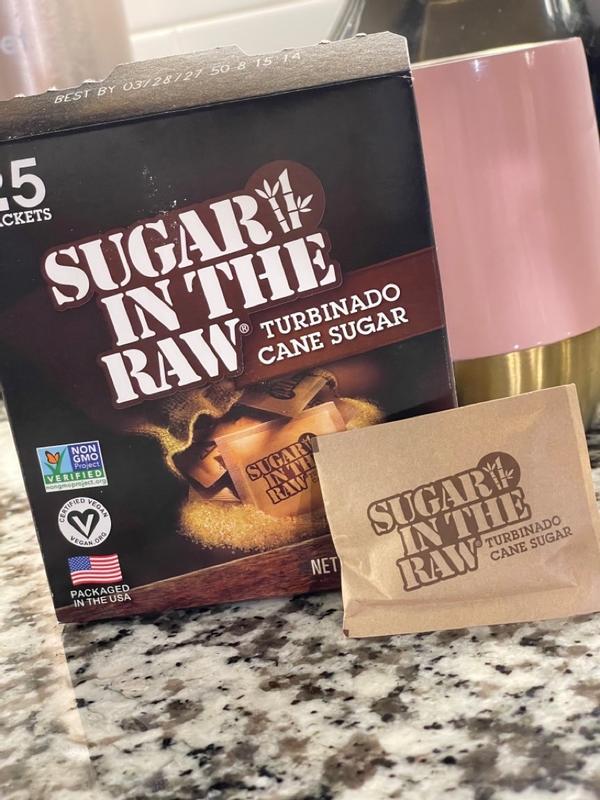 BEST BY 03/28/27 50-8 15:14
25
PACKETS
SUGAR
IN THE
RAW®
TURBINADO
CANE SUGAR
SUGAR
IN THE
RAW
NON
GMO
Project
VERIFIED
nongmoproject.org
CERTIFIED VEGAN
VEGAN.ORG
PACKAGED
IN THE USA
NET
SUGAR
IN THE
RAW®
TURBINADO
CANE SUGAR